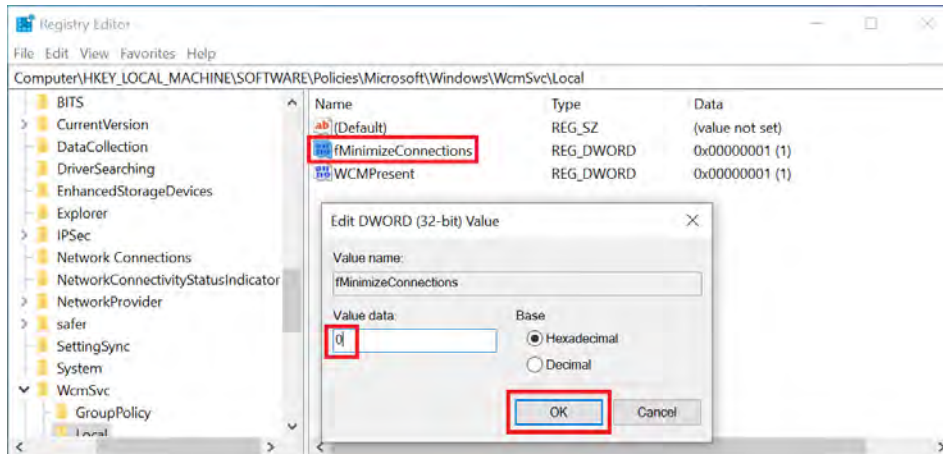 Registry Editor
File Edit View Favorites Help
Computer\HKEY_LOCAL_MACHINE\SOFTWARE\Policies\Microsoft\Windows\WcmSvc\Local
BITS
CurrentVersion
DataCollection
DriverSearching
EnhancedStorageDevices
Explorer
IPSec
Network Connections
NetworkConnectivityStatusIndicator
NetworkProvider
safer
SettingSync
System
WcmSvc
GroupPolicy
Local
Name Type Data
ab (Default) REG_SZ (value not set)
fMinimizeConnections REG_DWORD 0x00000001 (1)
WCMPresent REG_DWORD 0x00000001 (1)
Edit DWORD (32-bit) Value
Value name:
fMinimizeConnections
Value data: Base
0 Hexadecimal
Decimal
OK Cancel